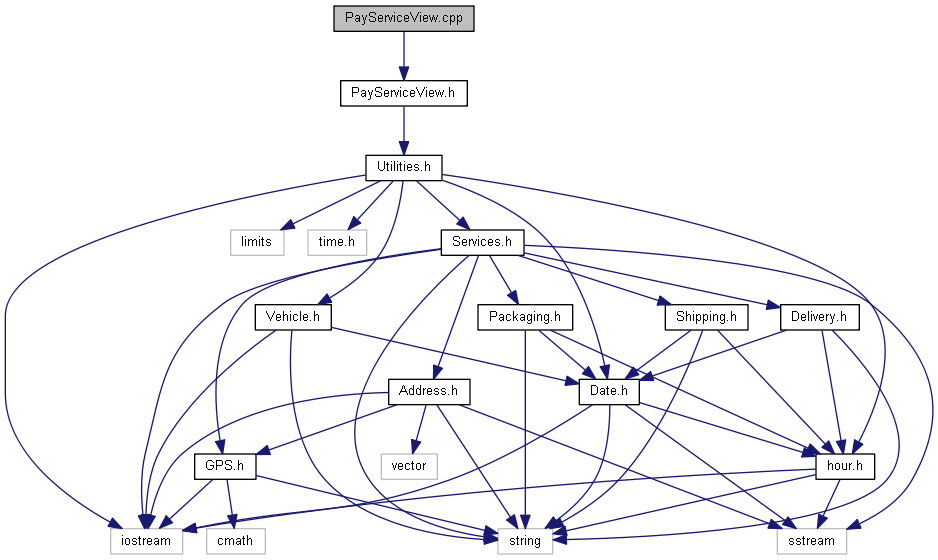 PayServiceView.cpp
PayServiceView.h
Utilities.h
limits
time.h
Services.h
Vehicle.h
Packaging.h
Shipping.h
Delivery.h
Address.h
Date.h
GPS.h
vector
hour.h
iostream
cmath
string
sstream